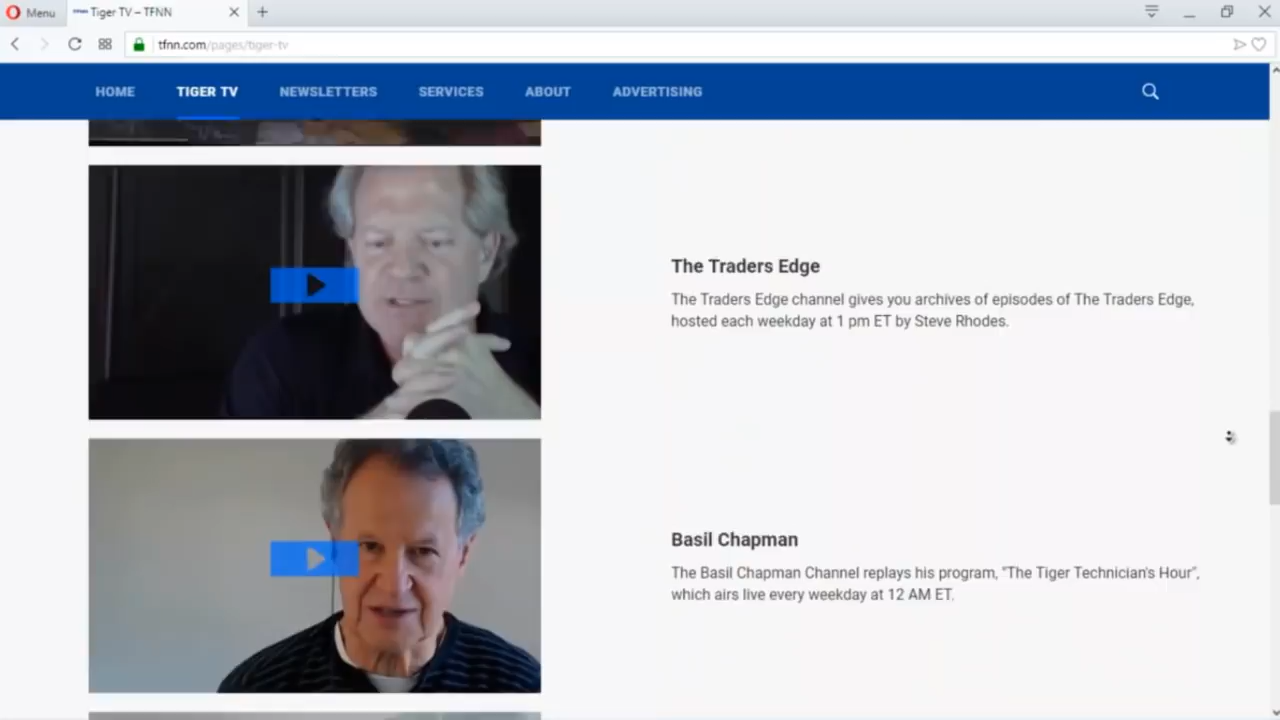 Menu
Tiger TV – TFNN
tfnn.com/pages/tiger-tv
HOME
TIGER TV
NEWSLETTERS
SERVICES
ABOUT
ADVERTISING
The Traders Edge
The Traders Edge channel gives you archives of episodes of The Traders Edge,
hosted each weekday at 1 pm ET by Steve Rhodes.
Basil Chapman
The Basil Chapman Channel replays his program, "The Tiger Technician's Hour",
which airs live every weekday at 12 AM ET.